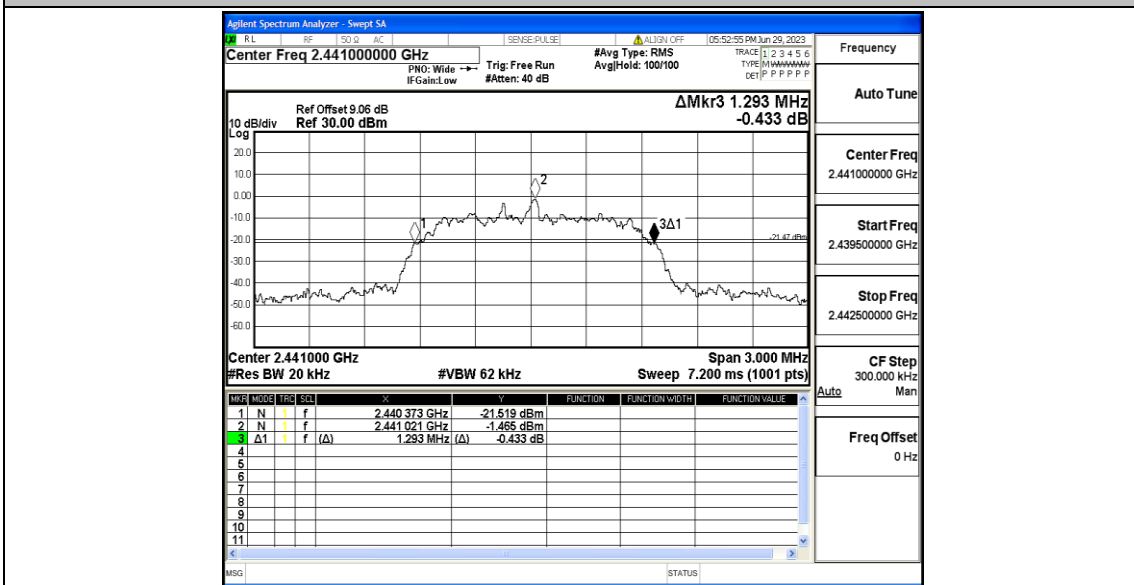 Agilent Spectrum Analyzer - Swept SA
RL RF 50 Ω AC SENSE:PULSE ALIGN OFF 05:52:55 PM Jun 29, 2023
Center Freq 2.441000000 GHz
PNO: Wide
IFGain:Low
Trig: Free Run
#Atten: 40 dB
#Avg Type: RMS
Avg|Hold: 100/100
TRACE 1 2 3 4 5 6
TYPE M WWWWW
DET P P P P P P
Frequency
Auto Tune
Center Freq
2.441000000 GHz
Start Freq
2.439500000 GHz
Stop Freq
2.442500000 GHz
CF Step
300.000 kHz
Auto Man
Freq Offset
0 Hz
Ref Offset 9.06 dB
10 dB/div Ref 30.00 dBm
Log
ΔMkr3 1.293 MHz
-0.433 dB
20.0
10.0
0.00
-10.0
-20.0
-30.0
-40.0
-50.0
-60.0
1
2
3Δ1
-21.47 dBm
Center 2.441000 GHz Span 3.000 MHz
#Res BW 20 kHz #VBW 62 kHz Sweep 7.200 ms (1001 pts)
MKR MODE TRC SCL X Y FUNCTION FUNCTION WIDTH FUNCTION VALUE
1 N 1 f 2.440 373 GHz -21.519 dBm
2 N 1 f 2.441 021 GHz -1.465 dBm
3 Δ1 1 f (Δ) 1.293 MHz (Δ) -0.433 dB
4
5
6
7
8
9
10
11
MSG STATUS